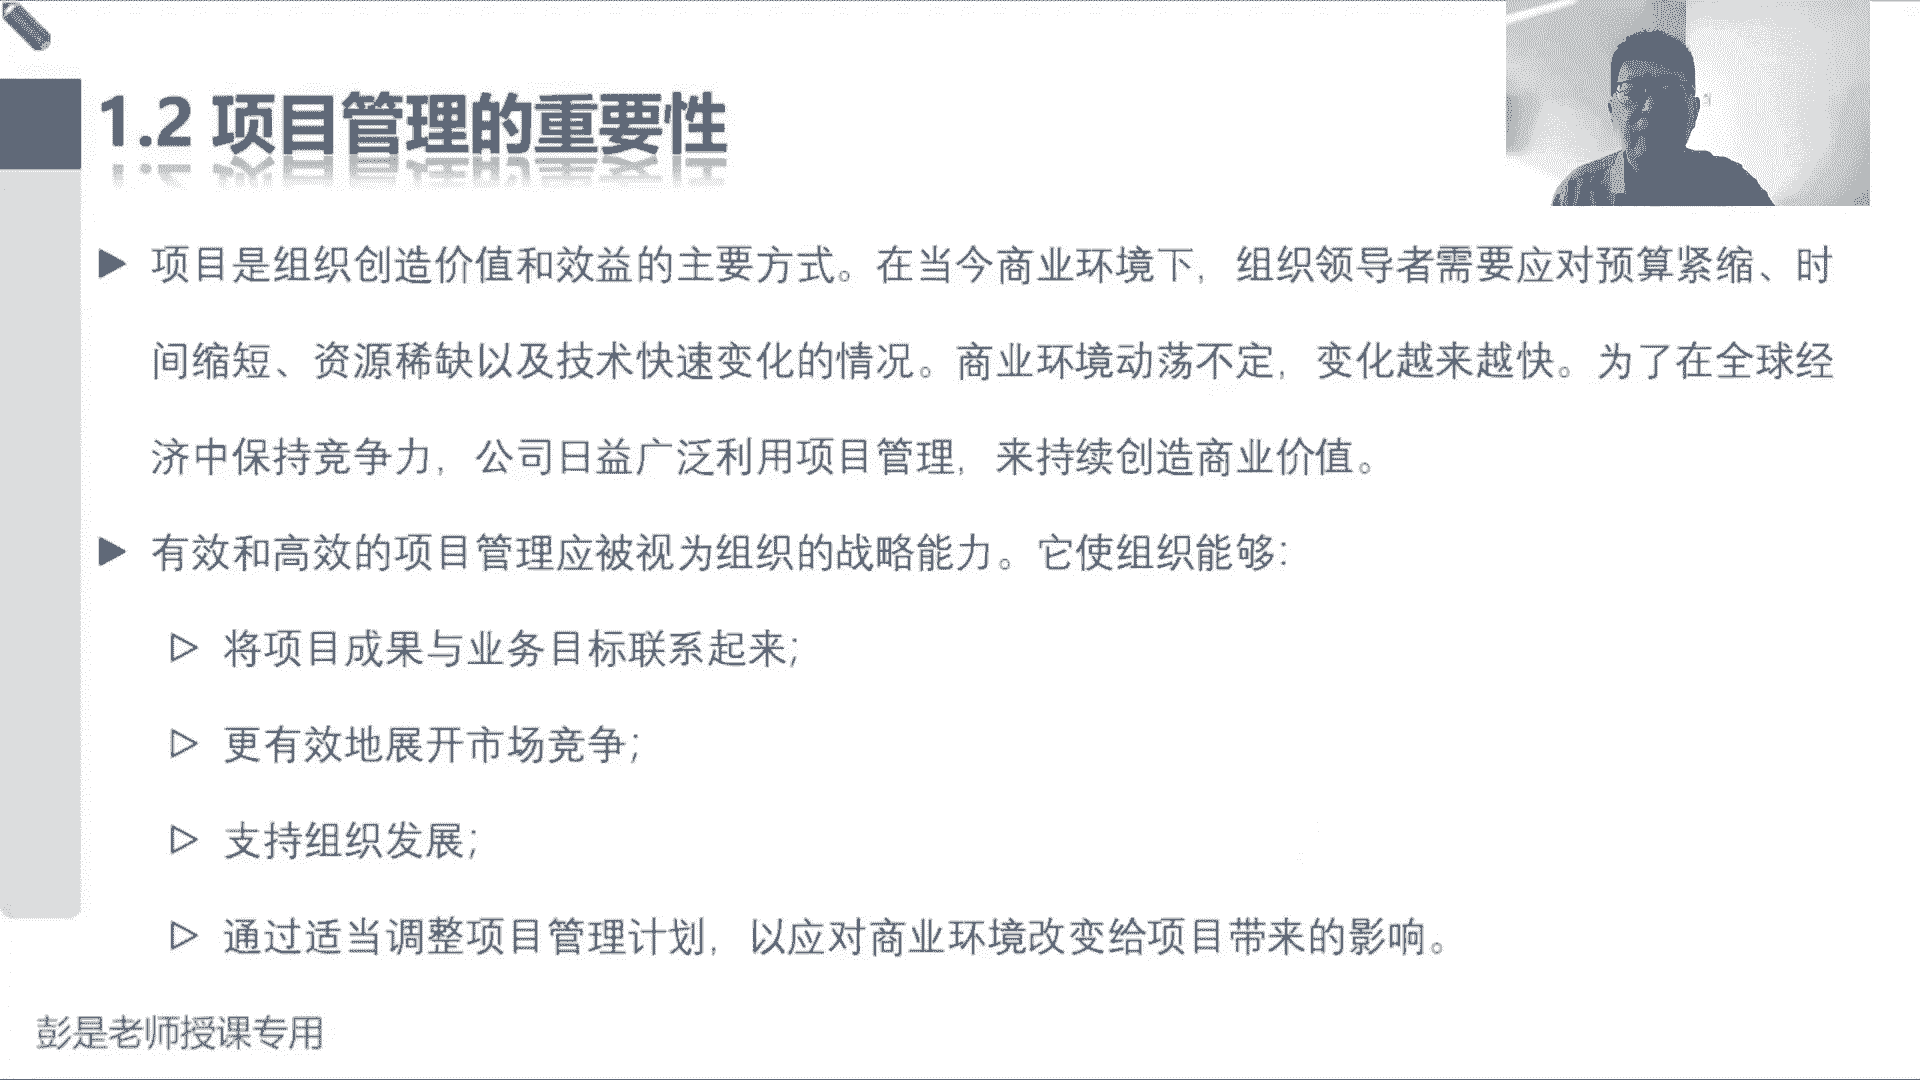 1.2 项目管理的重要性
项目是组织创造价值和效益的主要方式。在当今商业环境下，组织领导者需要应对预算紧缩、时
间缩短、资源稀缺以及技术快速变化的情况。商业环境动荡不定，变化越来越快。为了在全球经
济中保持竞争力，公司日益广泛利用项目管理，来持续创造商业价值。
有效和高效的项目管理应被视为组织的战略能力。它使组织能够：
将项目成果与业务目标联系起来；
更有效地展开市场竞争；
支持组织发展；
通过适当调整项目管理计划，以应对商业环境改变给项目带来的影响。
彭是老师授课专用